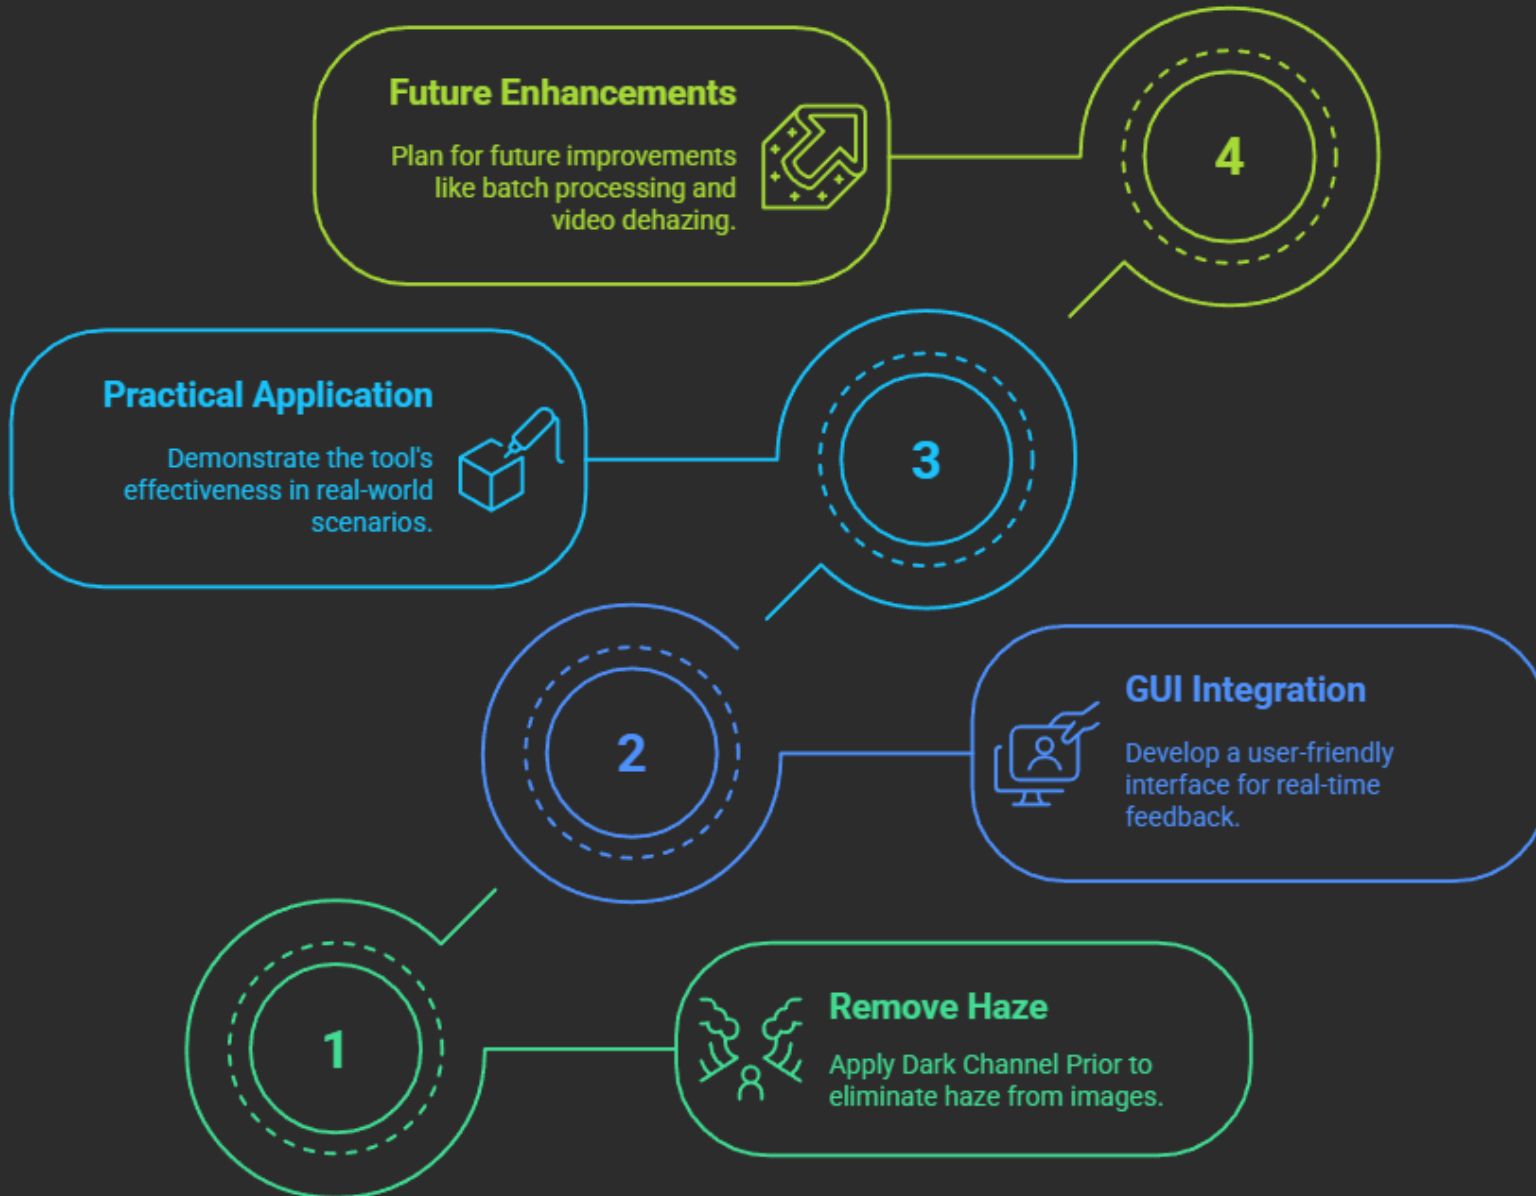 Future Enhancements
Plan for future improvements
like batch processing and
video dehazing.
4
Practical Application
Demonstrate the tool's
effectiveness in real-world
scenarios.
3
2
GUI Integration
Develop a user-friendly
interface for real-time
feedback.
1
Remove Haze
Apply Dark Channel Prior to
eliminate haze from images.